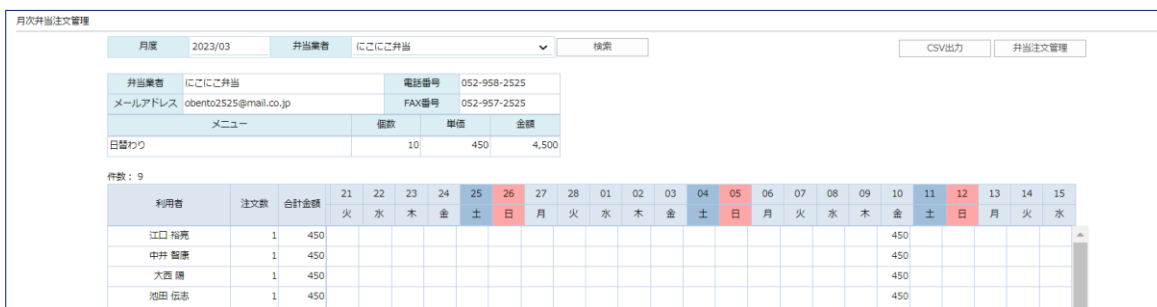 月次弁当注文管理
月度 2023/03 弁当業者 にこにこ弁当 検索 CSV出力 弁当注文管理
弁当業者 にこにこ弁当 電話番号 052-958-2525
メールアドレス obento2525@mail.co.jp FAX番号 052-957-2525
メニュー 個数 単価 金額
日替わり 10 450 4,500
件数: 9
利用者 注文数 合計金額 21 22 23 24 25 26 27 28 01 02 03 04 05 06 07 08 09 10 11 12 13 14 15
火 水 木 金 土 日 月 火 水 木 金 土 日 月 火 水 木 金 土 日 月 火 水
江口 裕亮 1 450 450
中井 智康 1 450 450
大西 陽 1 450 450
池田 伝志 1 450 450